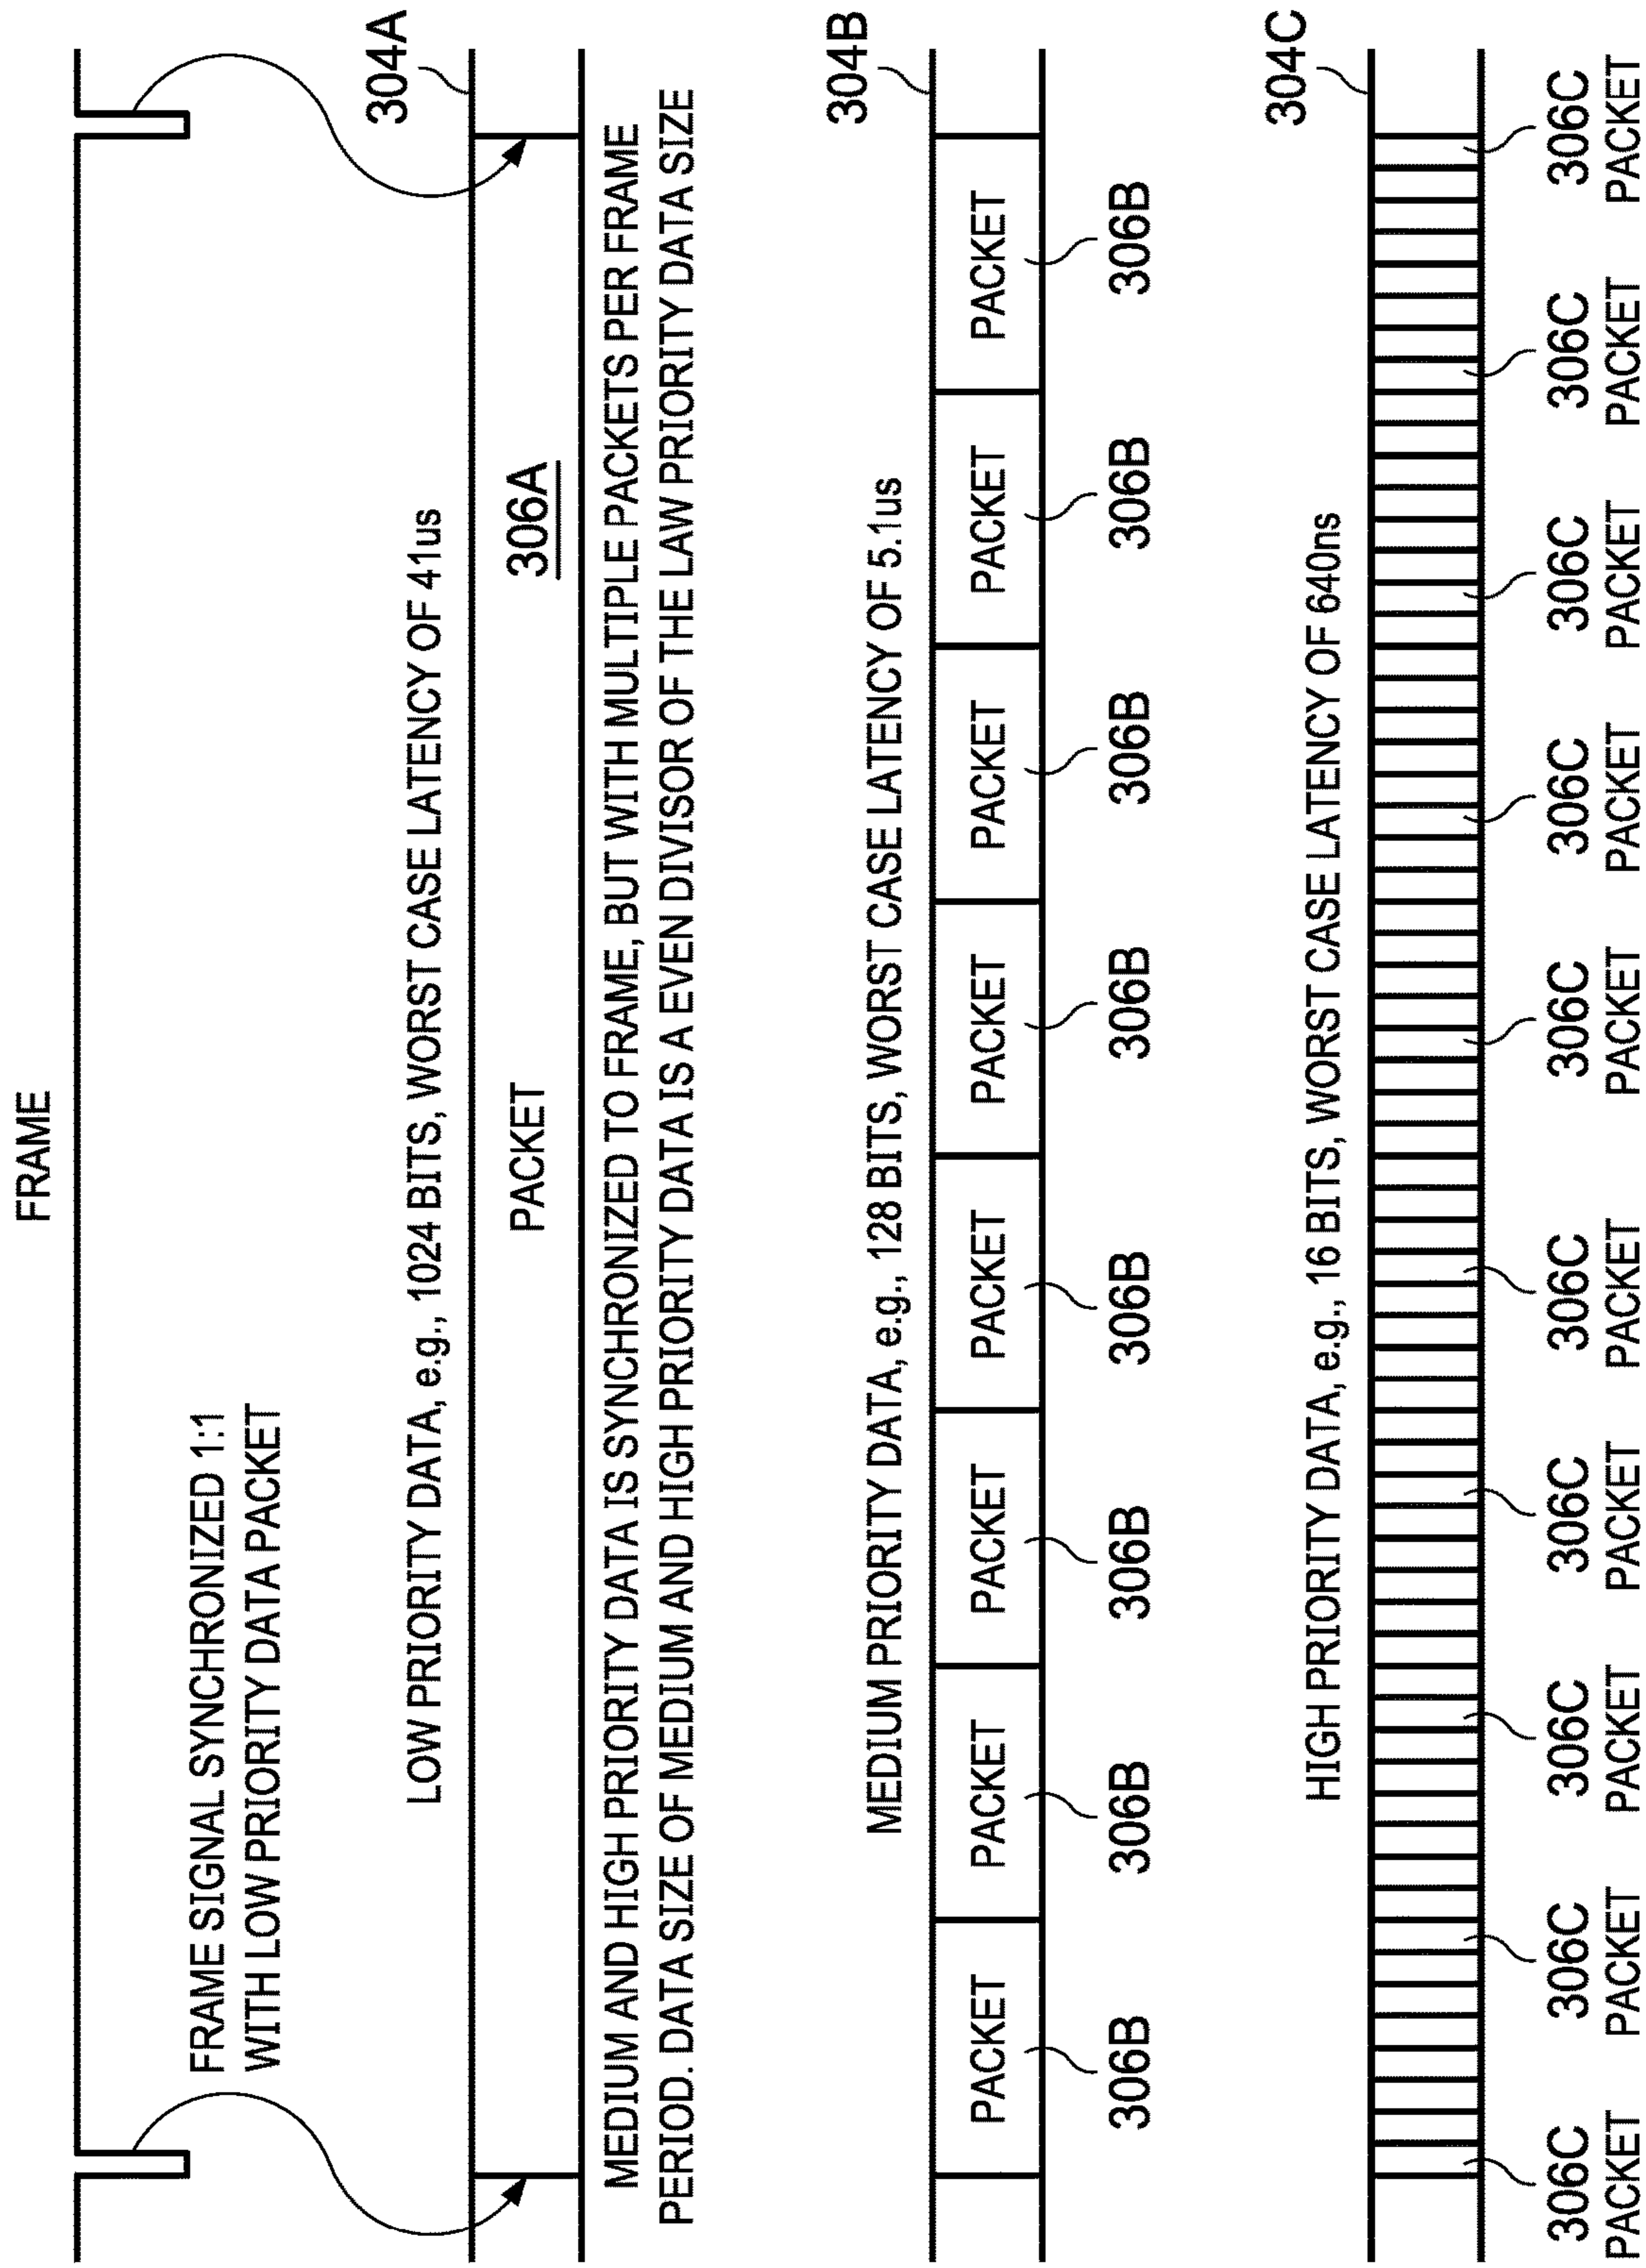 FRAME
FRAME SIGNAL SYNCHRONIZED 1:1
WITH LOW PRIORITY DATA PACKET
304A
LOW PRIORITY DATA, e.g., 1024 BITS, WORST CASE LATENCY OF 41us
PACKET 306A
MEDIUM AND HIGH PRIORITY DATA IS SYNCHRONIZED TO FRAME, BUT WITH MULTIPLE PACKETS PER FRAME
PERIOD. DATA SIZE OF MEDIUM AND HIGH PRIORITY DATA IS A EVEN DIVISOR OF THE LAW PRIORITY DATA SIZE
304B
MEDIUM PRIORITY DATA, e.g., 128 BITS, WORST CASE LATENCY OF 5.1us
PACKET PACKET PACKET PACKET PACKET PACKET PACKET PACKET
306B 306B 306B 306B 306B 306B 306B 306B
304C
HIGH PRIORITY DATA, e.g., 16 BITS, WORST CASE LATENCY OF 640ns
306C 306C 306C 306C 306C 306C 306C 306C 306C 306C
PACKET PACKET PACKET PACKET PACKET PACKET PACKET PACKET PACKET PACKET